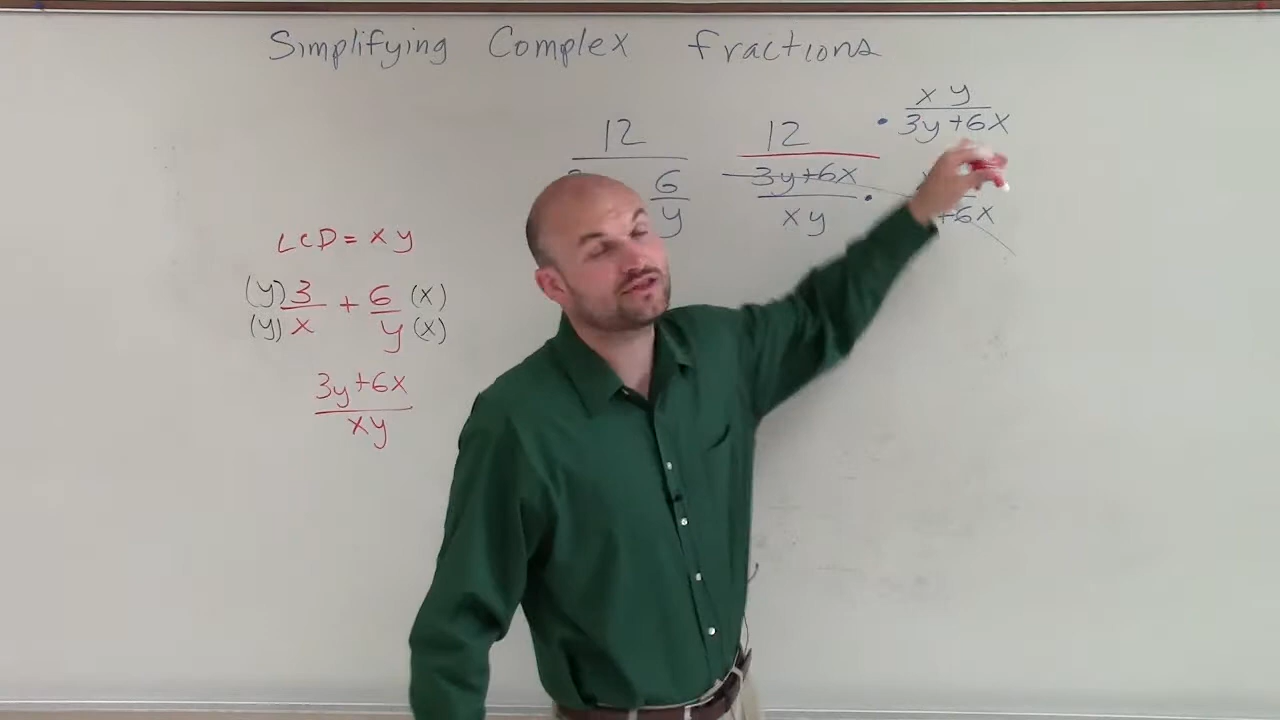 Simplifying Complex fractions
12
6
y
12
3y+6x
xy
• xy
3y+6x
•
+6x
LCD = xy
(y) 3 + 6 (x)
(y) x y (x)
3y+6x
xy